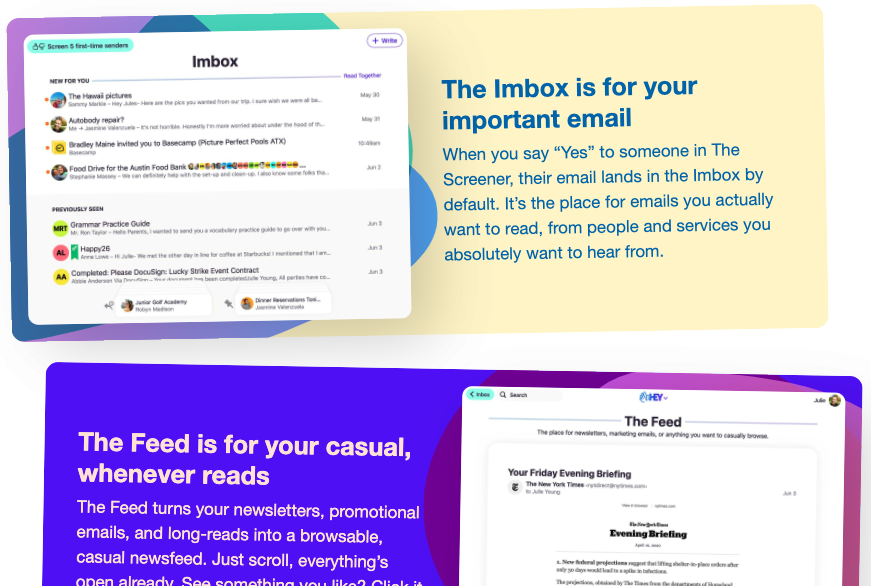 Screen 5 first-time senders
+ Write
Imbox
NEW FOR YOU
Read Together
The Hawaii pictures
Sammy Markle – Hey Jules- Here are the pics you wanted from our trip. I sure wish we were all ba...
May 30
Autobody repair?
Me → Jasmine Valenzuela – It's not horrible. Honestly I'm more worried about under the hood of th...
May 31
Bradley Maine invited you to Basecamp (Picture Perfect Pools ATX)
Basecamp
10:49am
Food Drive for the Austin Food Bank
Stephanie Massey – We can definitely help with the set-up and clean-up. I also know some folks tha...
Jun 3
PREVIOUSLY SEEN
MRT
Grammar Practice Guide
Mr. Ron Taylor – Hello Parents, I wanted to send you a vocabulary practice guide to go over with you...
Jun 3
AL
Happy26
Anna Lowe – Hi Julie- We met the other day in line for coffee at Starbucks! I mentioned that I am...
Jun 3
AA
Completed: Please DocuSign: Lucky Strike Event Contract
Abbie Anderson Via DocuSign – Your document has been completedJulie Young, All parties have co...
Jun 3
Junior Golf Academy
Robyn Madison
Dinner Reservations Toni...
Jasmine Valenzuela
The Imbox is for your
important email
When you say “Yes” to someone in The
Screener, their email lands in the Imbox by
default. It’s the place for emails you actually
want to read, from people and services you
absolutely want to hear from.
The Feed is for your casual,
whenever reads
The Feed turns your newsletters, promotional
emails, and long-reads into a browsable,
casual newsfeed. Just scroll, everything’s
open already. See something you like? Click it
Imbox
Search
HEY
Julie
The Feed
The place for newsletters, marketing emails, or anything you want to casually browse.
Your Friday Evening Briefing
The New York Times <nytdirect@nytimes.com>
to Julie Young
Jun 3
View in browser | nytimes.com
The New York Times
Evening Briefing
April 10, 2020
1. New federal projections suggest that lifting shelter-in-place orders after
only 30 days would lead to a spike in infections.
The projections, obtained by The Times from the departments of Homeland